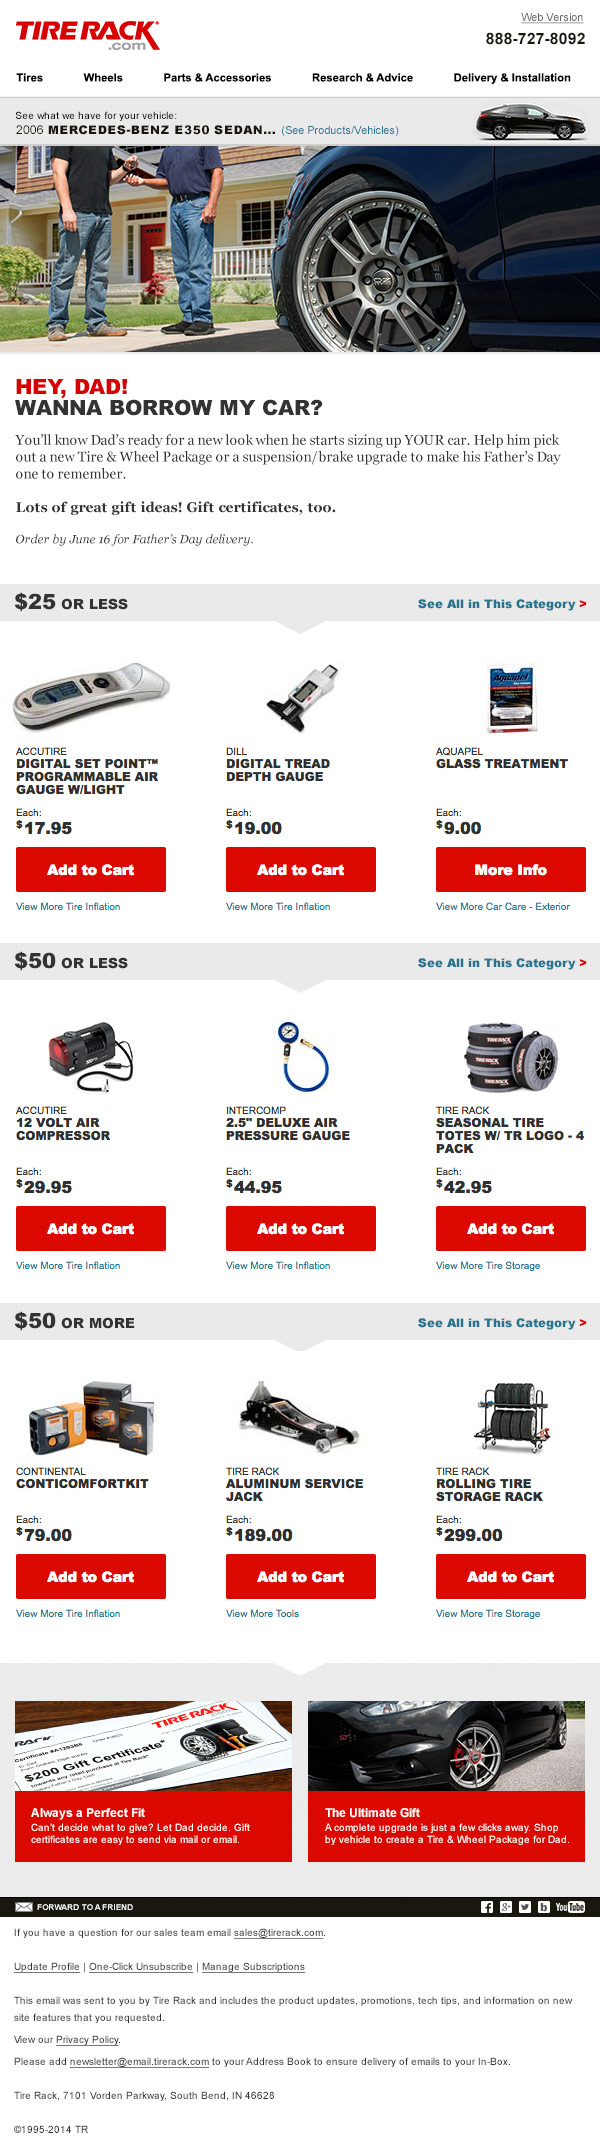 TIRE RACK
.com
Web Version
888-727-8092
Tires Wheels Parts & Accessories Research & Advice Delivery & Installation
See what we have for your vehicle:
2006 MERCEDES-BENZ E350 SEDAN... (See Products/Vehicles)
HEY, DAD!
WANNA BORROW MY CAR?
You'll know Dad's ready for a new look when he starts sizing up YOUR car. Help him pick
out a new Tire & Wheel Package or a suspension/brake upgrade to make his Father's Day
one to remember.
Lots of great gift ideas! Gift certificates, too.
Order by June 16 for Father's Day delivery.
$25 OR LESS
See All in This Category >
Aquapel
ACCUTIRE
DIGITAL SET POINT™
PROGRAMMABLE AIR
GAUGE W/LIGHT
Each:
$17.95
Add to Cart
View More Tire Inflation
DILL
DIGITAL TREAD
DEPTH GAUGE
Each:
$19.00
Add to Cart
View More Tire Inflation
AQUAPEL
GLASS TREATMENT
Each:
$9.00
More Info
View More Car Care - Exterior
$50 OR LESS
See All in This Category >
TIRE RACK
TIRE RACK
TIRE RACK
ACCUTIRE
12 VOLT AIR
COMPRESSOR
Each:
$29.95
Add to Cart
View More Tire Inflation
INTERCOMP
2.5" DELUXE AIR
PRESSURE GAUGE
Each:
$44.95
Add to Cart
View More Tire Inflation
TIRE RACK
SEASONAL TIRE
TOTES W/ TR LOGO - 4
PACK
Each:
$42.95
Add to Cart
View More Tire Storage
$50 OR MORE
See All in This Category >
CONTINENTAL
CONTICOMFORTKIT
Each:
$79.00
Add to Cart
View More Tire Inflation
TIRE RACK
ALUMINUM SERVICE
JACK
Each:
$189.00
Add to Cart
View More Tools
TIRE RACK
ROLLING TIRE
STORAGE RACK
Each:
$299.00
Add to Cart
View More Tire Storage
RACK
TIRE RACK
$200 Gift Certificate*
towards any retail purchase at Tire Rack*
Always a Perfect Fit
Can't decide what to give? Let Dad decide. Gift
certificates are easy to send via mail or email.
The Ultimate Gift
A complete upgrade is just a few clicks away. Shop
by vehicle to create a Tire & Wheel Package for Dad.
FORWARD TO A FRIEND
YouTube
If you have a question for our sales team email sales@tirerack.com.
Update Profile | One-Click Unsubscribe | Manage Subscriptions
This email was sent to you by Tire Rack and includes the product updates, promotions, tech tips, and information on new
site features that you requested.
View our Privacy Policy.
Please add newsletter@email.tirerack.com to your Address Book to ensure delivery of emails to your In-Box.
Tire Rack, 7101 Vorden Parkway, South Bend, IN 46628
©1995-2014 TR